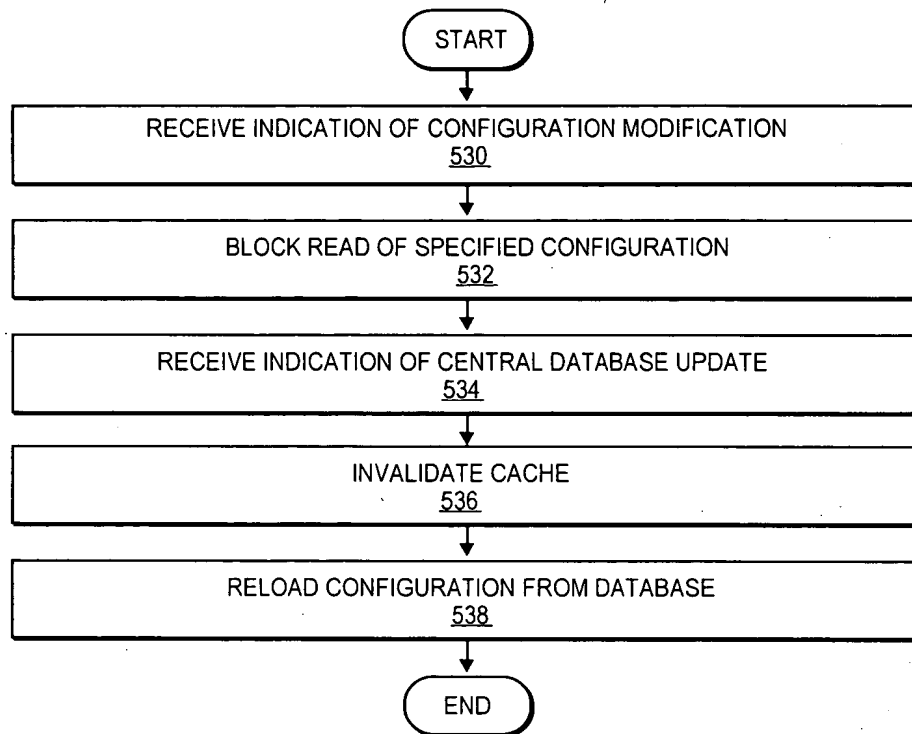 START
RECEIVE INDICATION OF CONFIGURATION MODIFICATION
530
BLOCK READ OF SPECIFIED CONFIGURATION
532
RECEIVE INDICATION OF CENTRAL DATABASE UPDATE
534
INVALIDATE CACHE
536
RELOAD CONFIGURATION FROM DATABASE
538
END